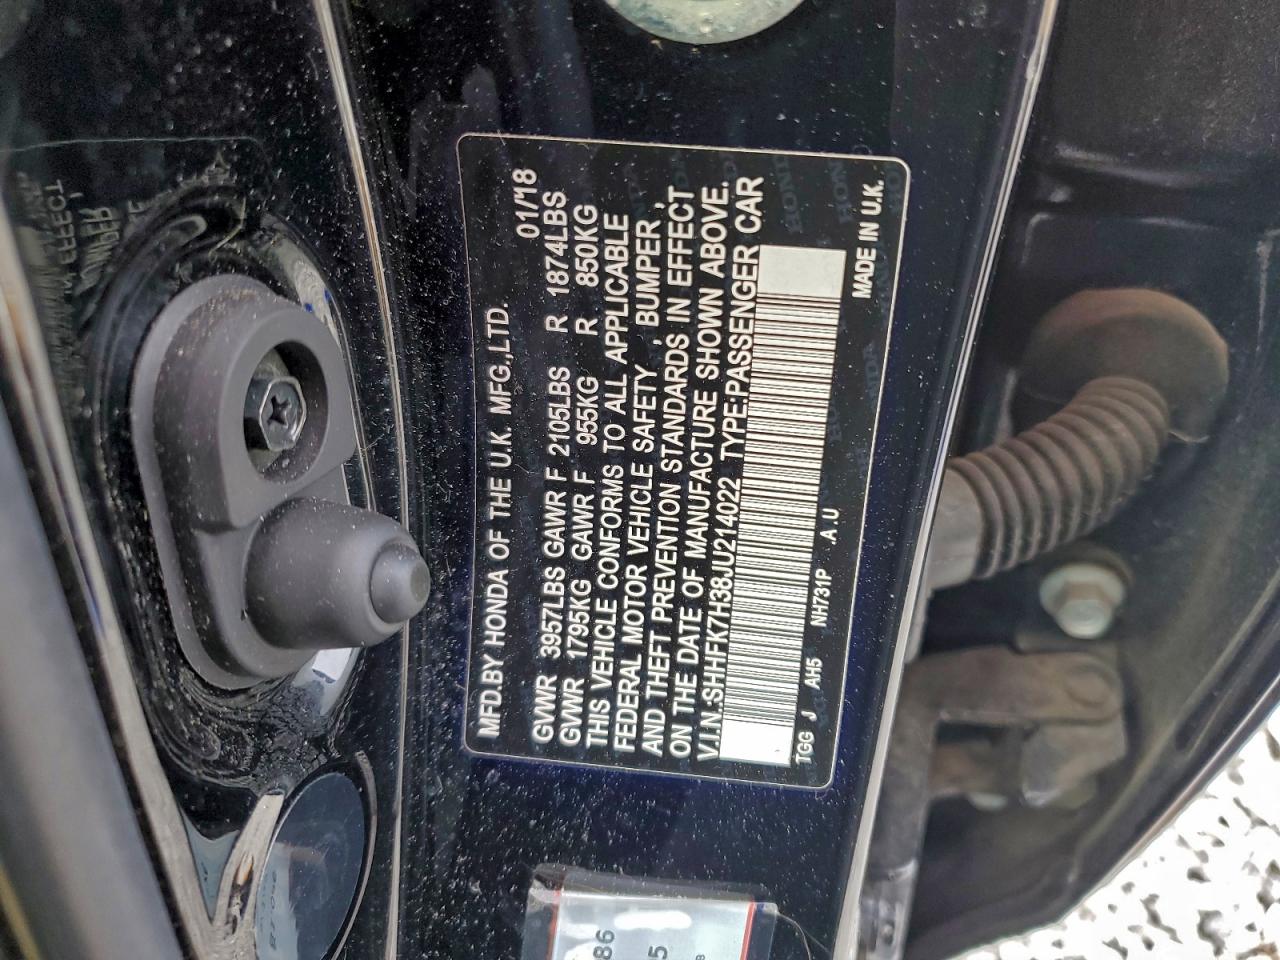 MFD.BY HONDA OF THE U.K. MFG.,LTD. 01/'18
GVWR 3957LBS GAWR F 2105LBS R 1874LBS
GVWR 1795KG GAWR F 955KG R 850KG
THIS VEHICLE CONFORMS TO ALL APPLICABLE
FEDERAL MOTOR VEHICLE SAFETY , BUMPER ,
AND THEFT PREVENTION STANDARDS IN EFFECT
ON THE DATE OF MANUFACTURE SHOWN ABOVE.
V.I.N.:SHHFK7H38JU214022 TYPE:PASSENGER CAR
TGG J AH5 NH731P A.U MADE IN U.K.
86
5